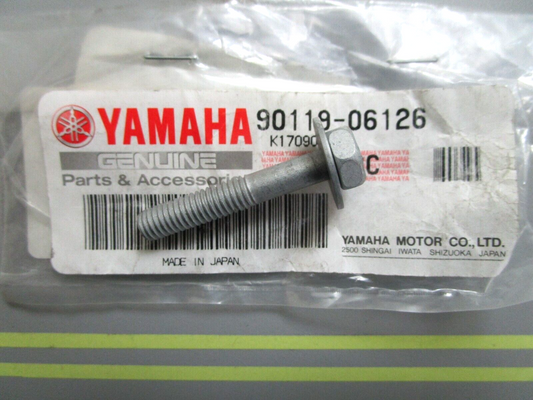 YAMAHA 90119-06126
K1709
GENUINE
Parts & Accessories
C
YAMAHA MOTOR CO., LTD.
2500 SHINGAI IWATA SHIZUOKA JAPAN
MADE IN JAPAN